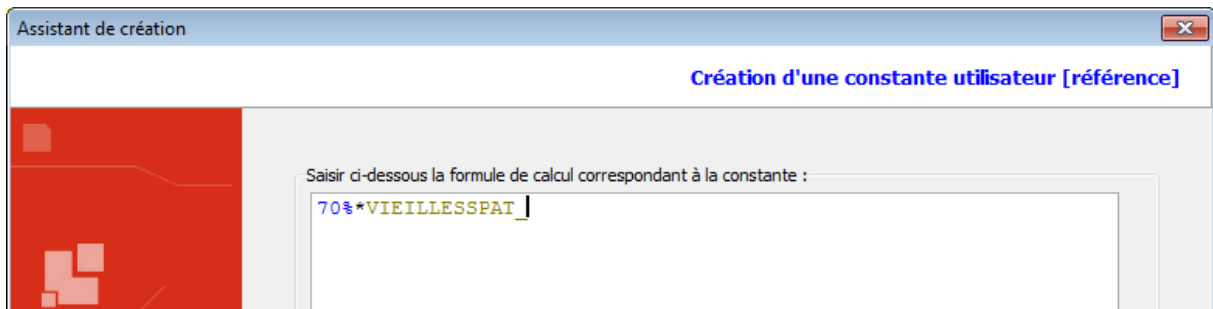 Assistant de création
Création d'une constante utilisateur [référence]
Saisir ci-dessous la formule de calcul correspondant à la constante :
70%*VIEILLESSPAT_